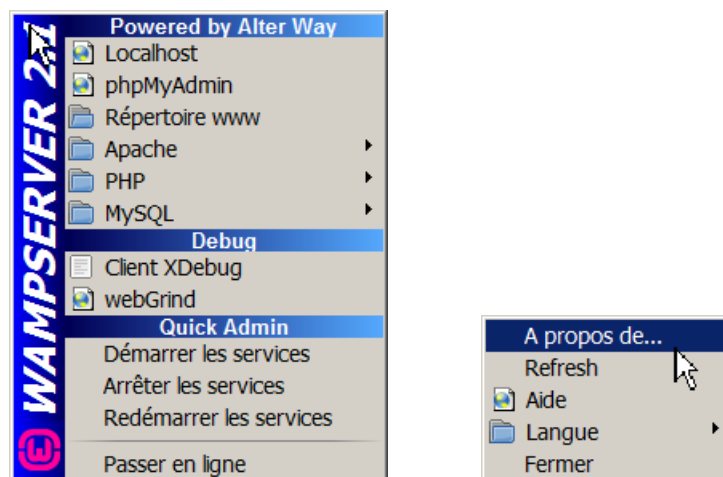 WAMPSERVER 2.1
Powered by Alter Way
Localhost
phpMyAdmin
Répertoire www
Apache
PHP
MySQL
Debug
Client XDebug
webGrind
Quick Admin
Démarrer les services
Arrêter les services
Redémarrer les services
Passer en ligne
A propos de...
Refresh
Aide
Langue
Fermer